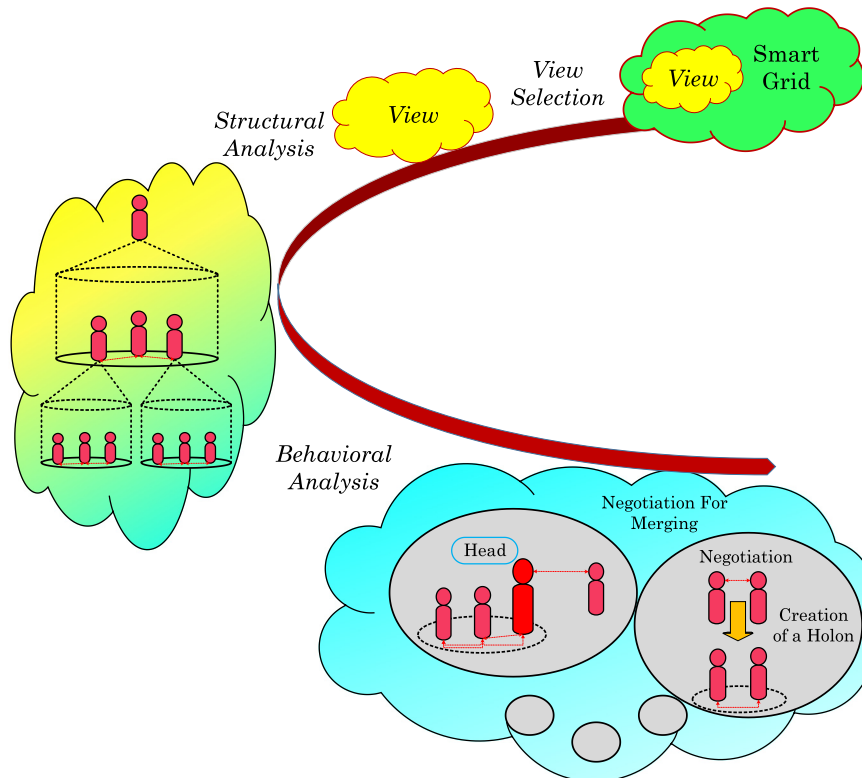 View
Selection
Smart
Grid
View
View
Structural
Analysis
Behavioral
Analysis
Negotiation For
Merging
Head
Negotiation
Creation
of a Holon